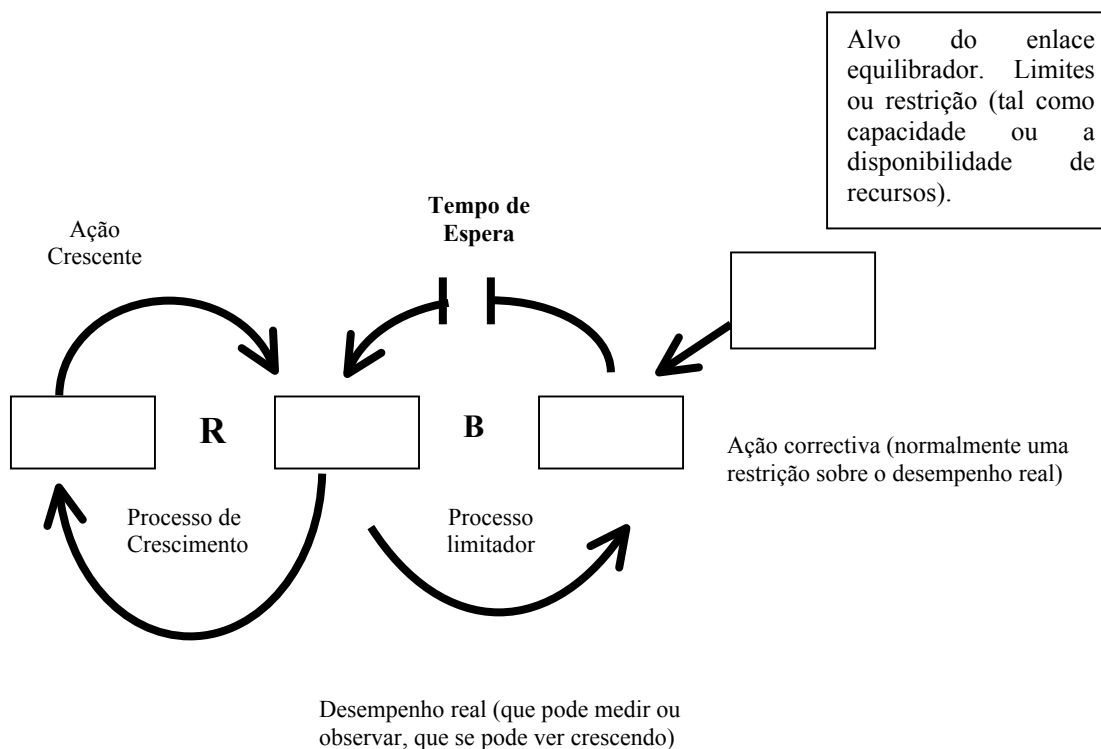 Alvo do enlace
equilibrador. Limites
ou restrição (tal como
capacidade ou a
disponibilidade de
recursos).
Tempo de
Espera
Ação
Crescente
R
B
Ação correctiva (normalmente uma
restrição sobre o desempenho real)
Processo de
Crescimento
Processo
limitador
Desempenho real (que pode medir ou
observar, que se pode ver crescendo)